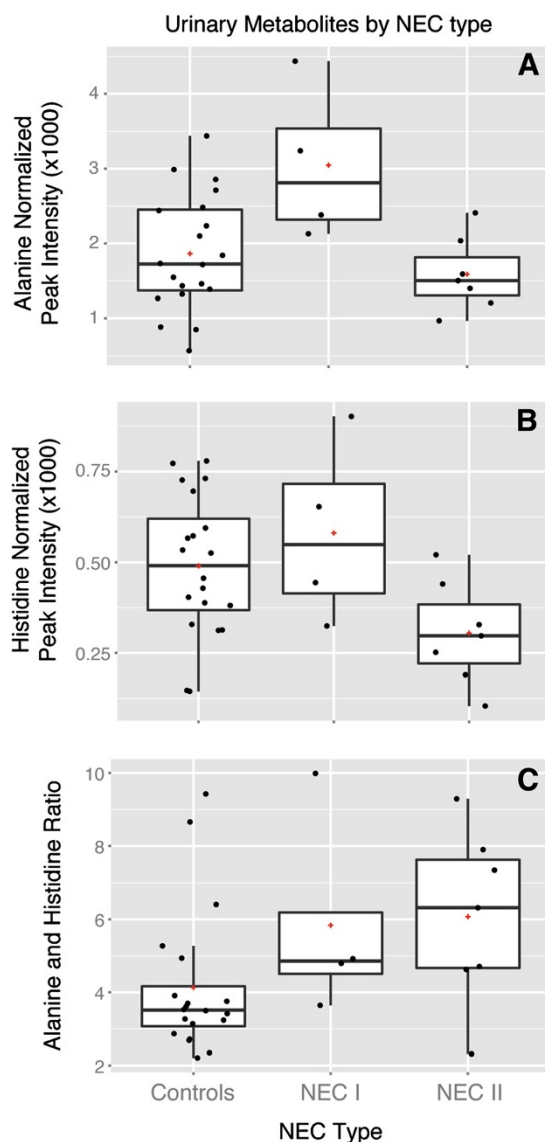 Urinary Metabolites by NEC type
A
Alanine Normalized
Peak Intensity (x1000)
4
3
2
1
B
Histidine Normalized
Peak Intensity (x1000)
0.75
0.50
0.25
C
Alanine and Histidine Ratio
10
8
6
4
2
Controls
NEC I
NEC II
NEC Type